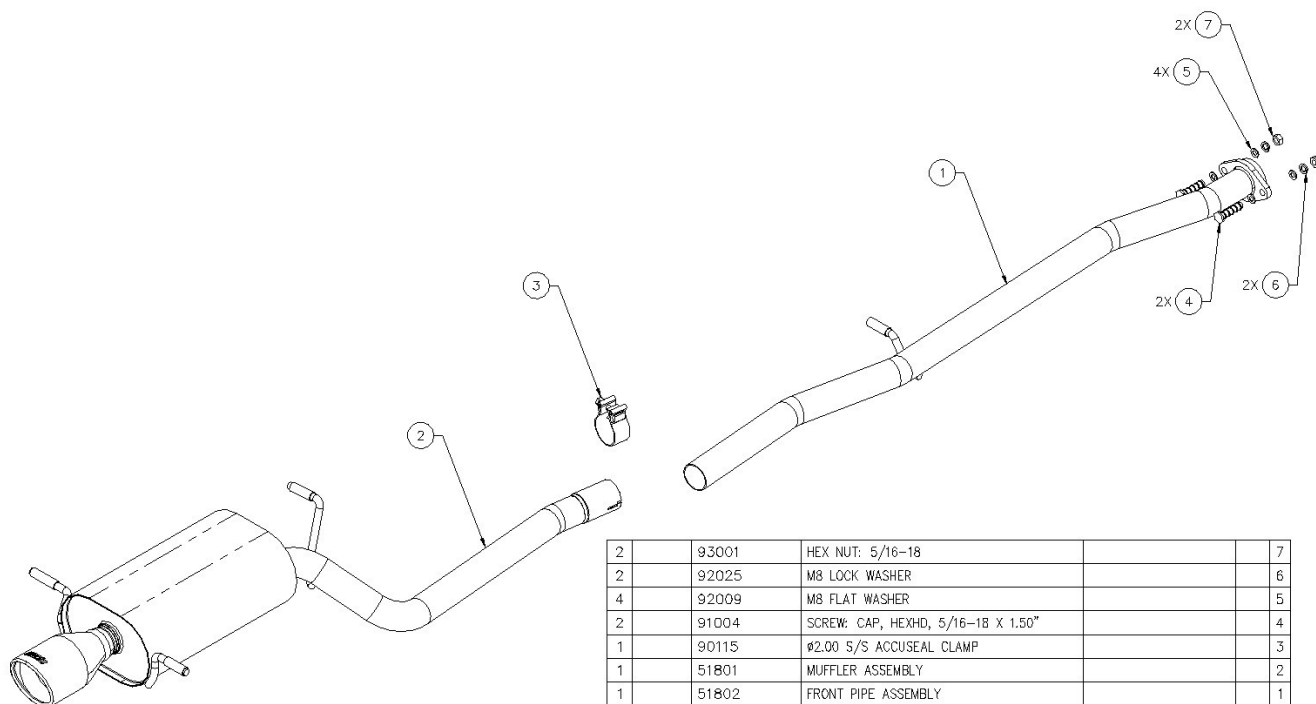 2X 7
4X 5
1
2X 4
2X 6
3
2
2 93001 HEX NUT: 5/16-18 7
2 92025 M8 LOCK WASHER 6
4 92009 M8 FLAT WASHER 5
2 91004 SCREW: CAP, HEXHD, 5/16-18 X 1.50" 4
1 90115 ø2.00 S/S ACCUSEAL CLAMP 3
1 51801 MUFFLER ASSEMBLY 2
1 51802 FRONT PIPE ASSEMBLY 1